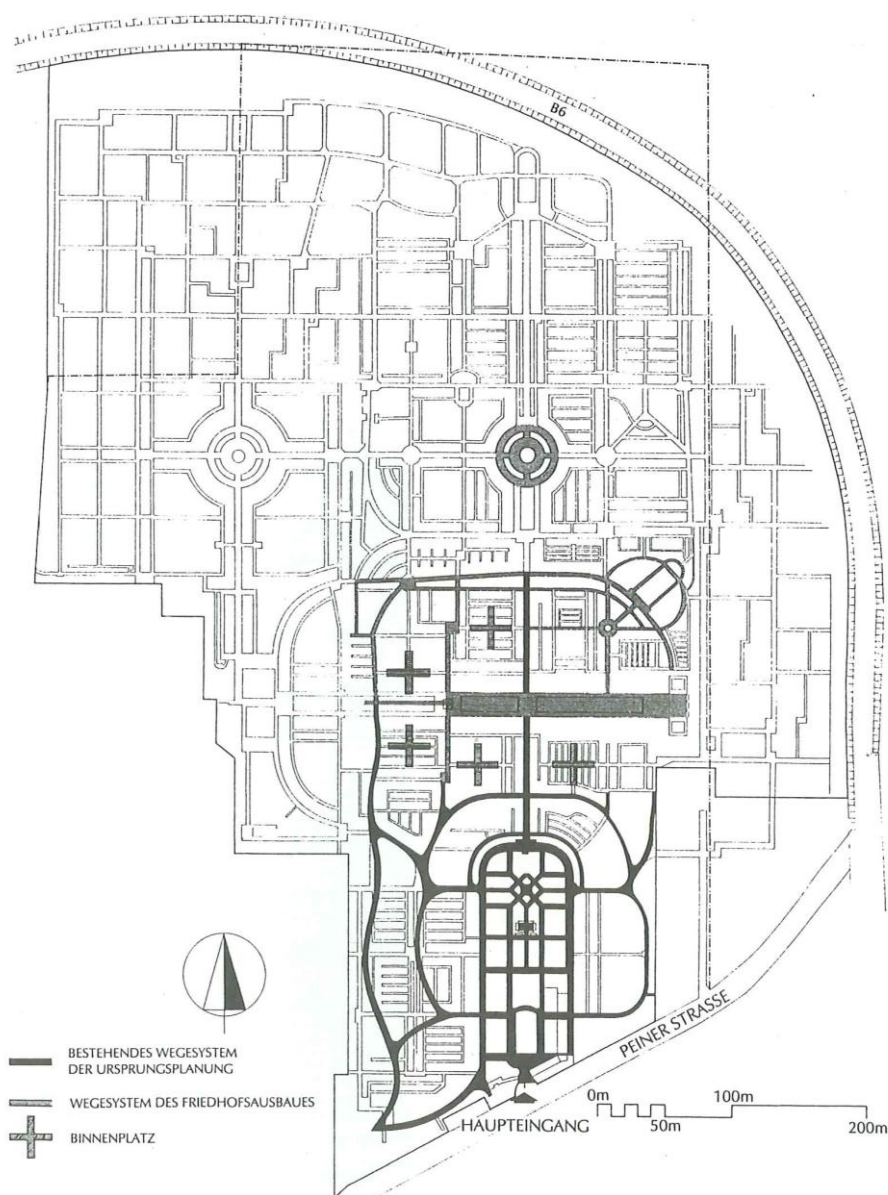 B6
PEINER STRASSE
HAUPTEINGANG
BESTEHENDES WEGESYSTEM
DER URSPRUNGSPLANUNG
WEGESYSTEM DES FRIEDHOFSAUSBAUES
BINNENPLATZ
0m
100m
50m
200m